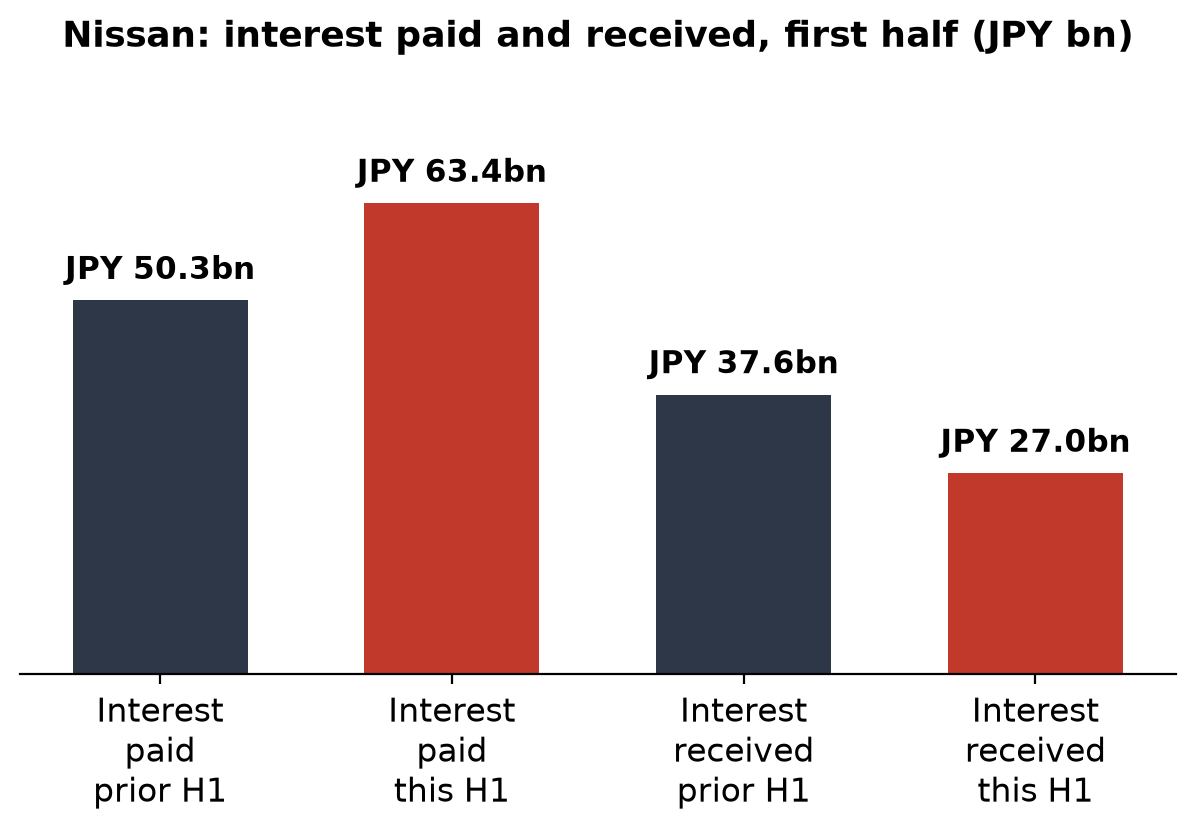 Nissan: interest paid and received, first half (JPY bn)
JPY 50.3bn
JPY 63.4bn
JPY 37.6bn
JPY 27.0bn
Interest
paid
prior H1
Interest
paid
this H1
Interest
received
prior H1
Interest
received
this H1